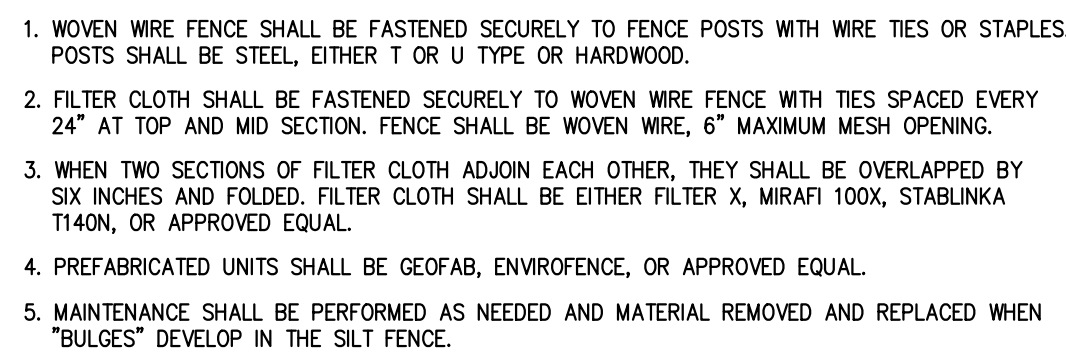 1. WOVEN WIRE FENCE SHALL BE FASTENED SECURELY TO FENCE POSTS WITH WIRE TIES OR STAPLES.
POSTS SHALL BE STEEL, EITHER T OR U TYPE OR HARDWOOD.
2. FILTER CLOTH SHALL BE FASTENED SECURELY TO WOVEN WIRE FENCE WITH TIES SPACED EVERY
24" AT TOP AND MID SECTION. FENCE SHALL BE WOVEN WIRE, 6" MAXIMUM MESH OPENING.
3. WHEN TWO SECTIONS OF FILTER CLOTH ADJOIN EACH OTHER, THEY SHALL BE OVERLAPPED BY
SIX INCHES AND FOLDED. FILTER CLOTH SHALL BE EITHER FILTER X, MIRAFI 100X, STABLINKA
T140N, OR APPROVED EQUAL.
4. PREFABRICATED UNITS SHALL BE GEOFAB, ENVIROFENCE, OR APPROVED EQUAL.
5. MAINTENANCE SHALL BE PERFORMED AS NEEDED AND MATERIAL REMOVED AND REPLACED WHEN
"BULGES" DEVELOP IN THE SILT FENCE.